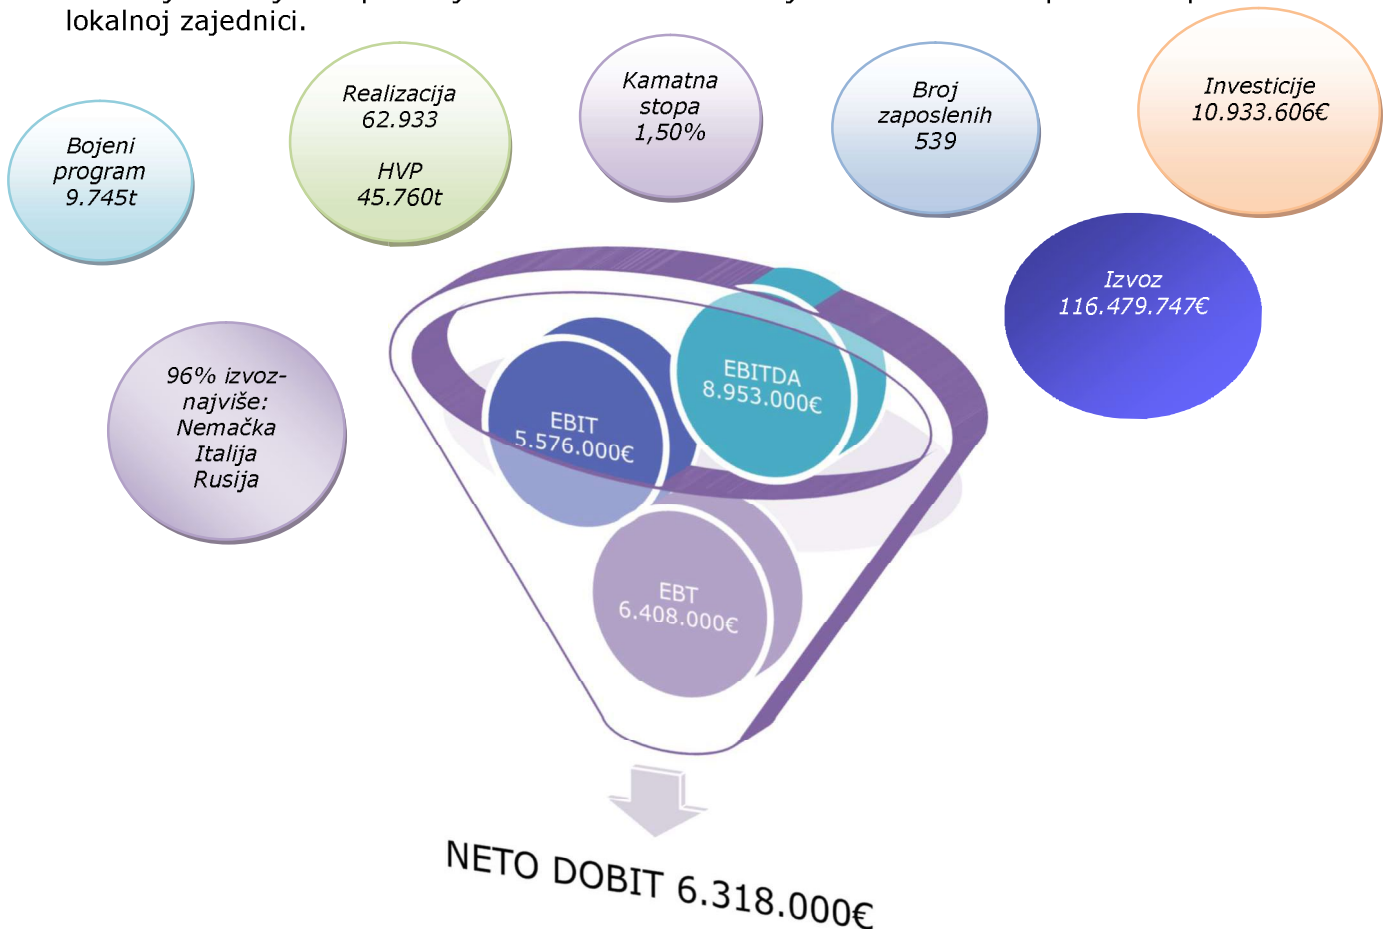 lokalnoj zajednici.
Bojeni
program
9.745t
Realizacija
62.933
HVP
45.760t
Kamatna
stopa
1,50%
Broj
zaposlenih
539
Investicije
10.933.606€
Izvoz
116.479.747€
96% izvoz-
najviše:
Nemačka
Italija
Rusija
EBITDA
8.953.000€
EBIT
5.576.000€
EBT
6.408.000€
NETO DOBIT 6.318.000€